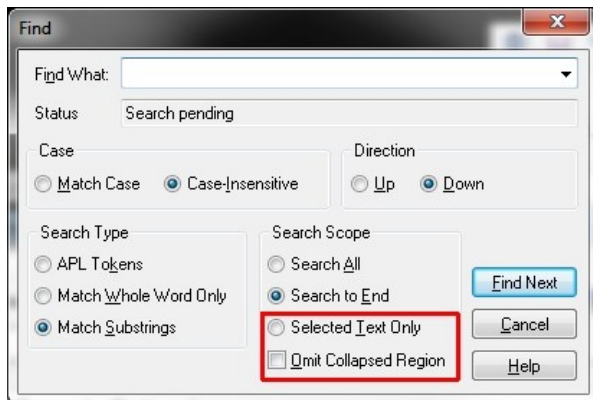 Find
Find What:
Status Search pending
Case
Match Case Case-Insensitive
Direction
Up Down
Search Type
APL Tokens
Match Whole Word Only
Match Substrings
Search Scope
Search All
Search to End
Selected Text Only
Omit Collapsed Region
Find Next
Cancel
Help